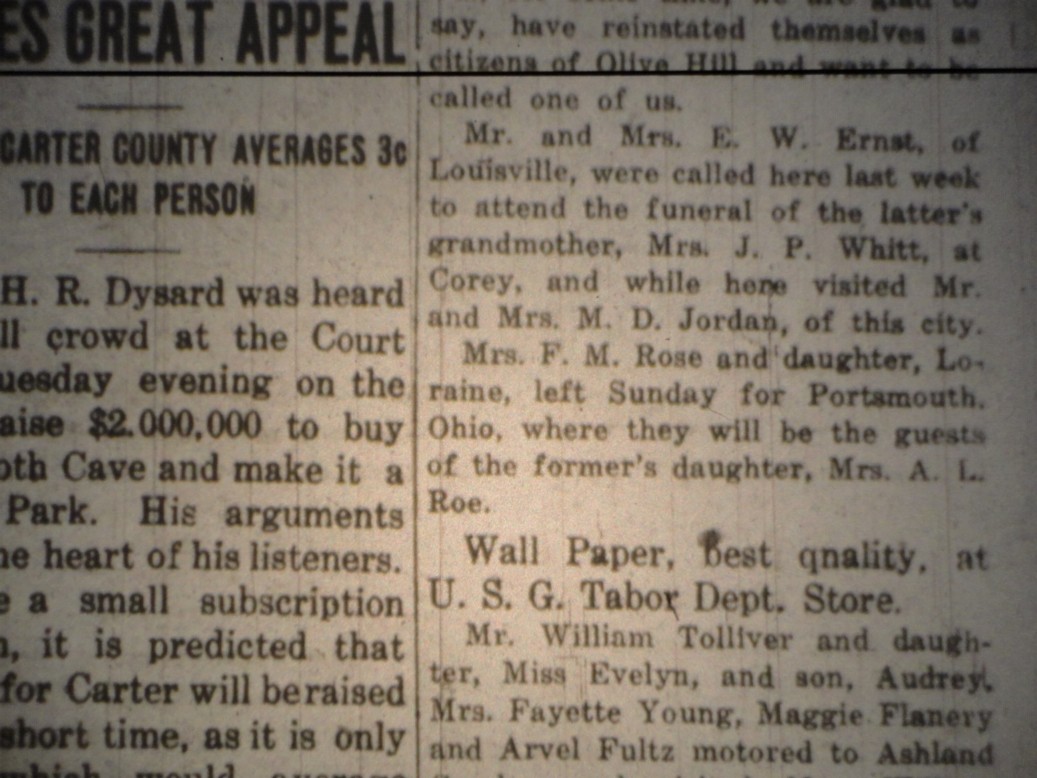 ES GREAT APPEAL
CARTER COUNTY AVERAGES 3c
TO EACH PERSON
H. R. Dysard was heard
ll crowd at the Court
uesday evening on the
aise $2.000,000 to buy
oth Cave and make it a
Park. His arguments
he heart of his listeners.
e a small subscription
n, it is predicted that
for Carter will be raised
short time, as it is only
which would average
say, have reinstated themselves as
citizens of Olive Hill and want to be
called one of us.
Mr. and Mrs. E. W. Ernst, of
Louisville, were called here last week
to attend the funeral of the latter's
grandmother, Mrs. J. P. Whitt, at
Corey, and while here visited Mr.
and Mrs. M. D. Jordan, of this city.
Mrs. F. M. Rose and daughter, Lo-
raine, left Sunday for Portsmouth.
Ohio, where they will be the guests
of the former's daughter, Mrs. A. L.
Roe.
Wall Paper, best qnality, at
U. S. G. Tabor Dept. Store.
Mr. William Tolliver and daugh-
ter, Miss Evelyn, and son, Audrey,
Mrs. Fayette Young, Maggie Flanery
and Arvel Fultz motored to Ashland